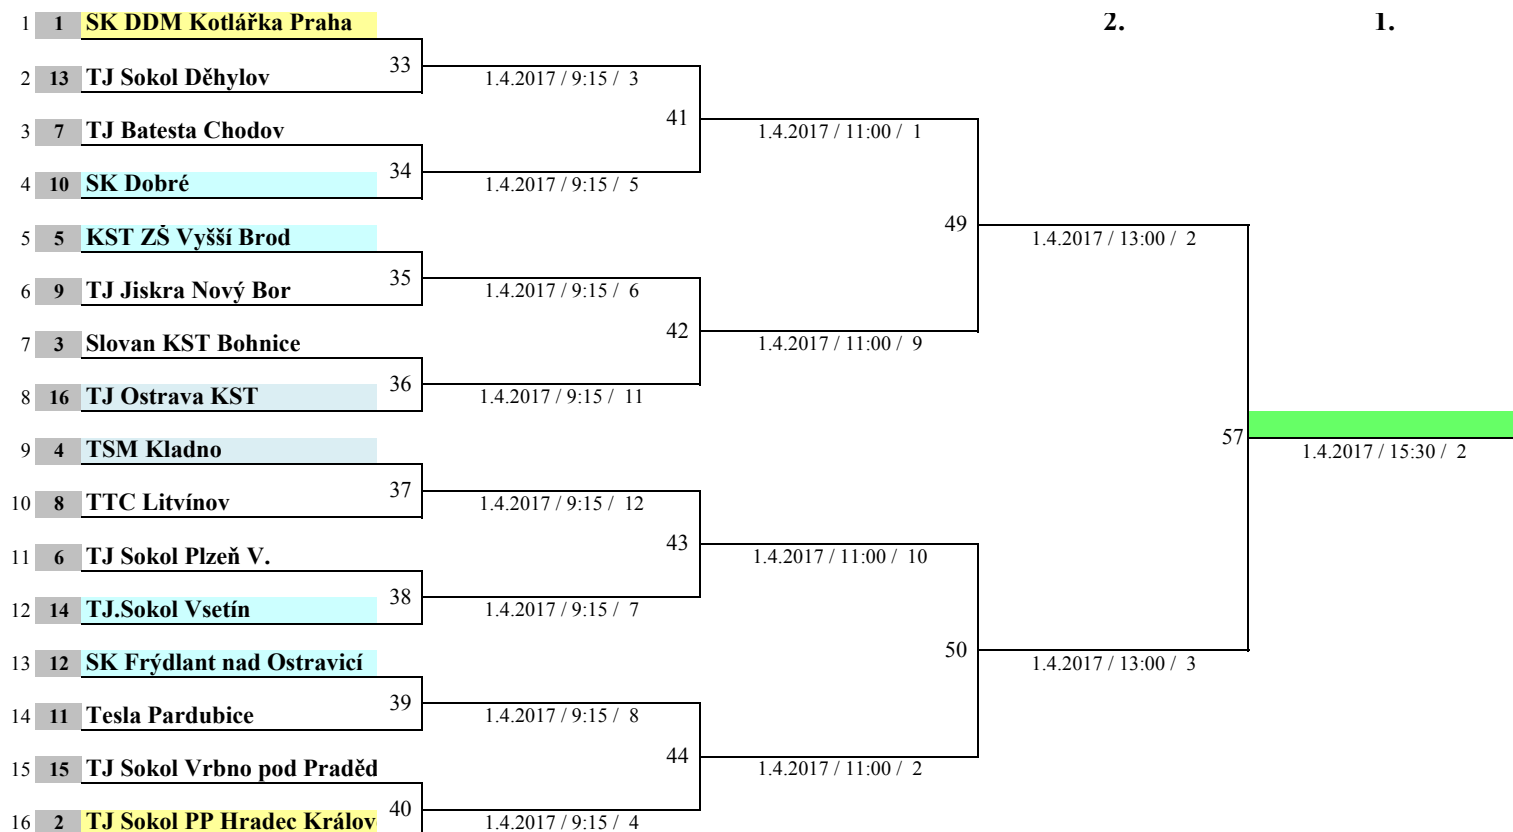 1 1 SK DDM Kotlářka Praha 2. 1.
33
2 13 TJ Sokol Děhylov 1.4.2017 / 9:15 / 3
3 7 TJ Batesta Chodov 41 1.4.2017 / 11:00 / 1
34
4 10 SK Dobré 1.4.2017 / 9:15 / 5
5 5 KST ZŠ Vyšší Brod 49 1.4.2017 / 13:00 / 2
35
6 9 TJ Jiskra Nový Bor 1.4.2017 / 9:15 / 6
7 3 Slovan KST Bohnice 42 1.4.2017 / 11:00 / 9
36
8 16 TJ Ostrava KST 1.4.2017 / 9:15 / 11
9 4 TSM Kladno 57 1.4.2017 / 15:30 / 2
37
10 8 TTC Litvínov 1.4.2017 / 9:15 / 12
11 6 TJ Sokol Plzeň V. 43 1.4.2017 / 11:00 / 10
38
12 14 TJ.Sokol Vsetín 1.4.2017 / 9:15 / 7
13 12 SK Frýdlant nad Ostravicí 50 1.4.2017 / 13:00 / 3
39
14 11 Tesla Pardubice 1.4.2017 / 9:15 / 8
15 15 TJ Sokol Vrbno pod Praděd 44 1.4.2017 / 11:00 / 2
40
16 2 TJ Sokol PP Hradec Králov 1.4.2017 / 9:15 / 4